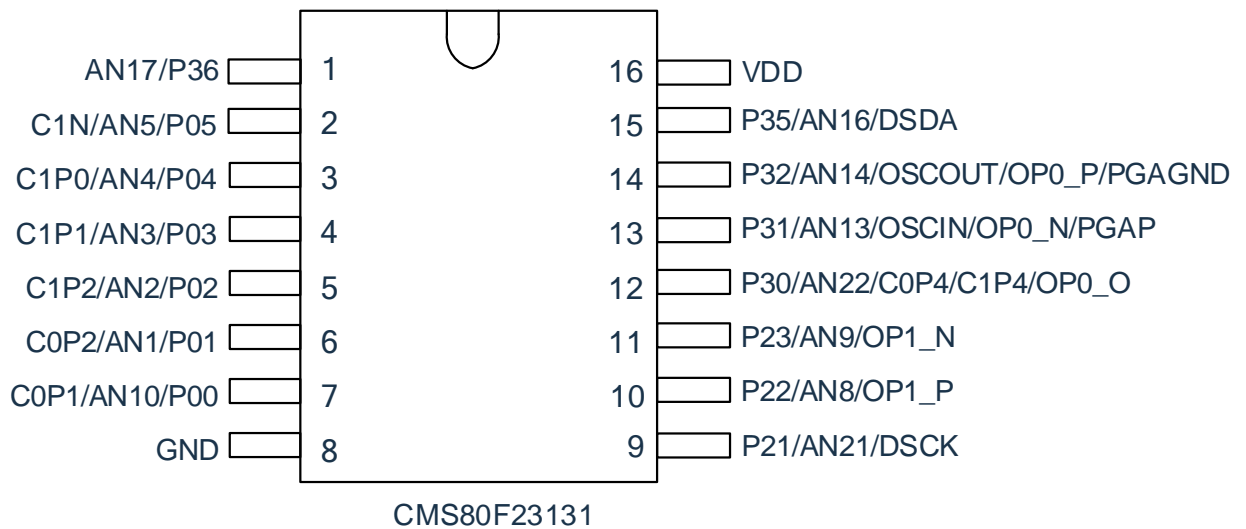 AN17/P36 1 16 VDD
C1N/AN5/P05 2 15 P35/AN16/DSDA
C1P0/AN4/P04 3 14 P32/AN14/OSCOUT/OP0_P/PGAGND
C1P1/AN3/P03 4 13 P31/AN13/OSCIN/OP0_N/PGAP
C1P2/AN2/P02 5 12 P30/AN22/C0P4/C1P4/OP0_O
C0P2/AN1/P01 6 11 P23/AN9/OP1_N
C0P1/AN10/P00 7 10 P22/AN8/OP1_P
GND 8 9 P21/AN21/DSCK
CMS80F23131